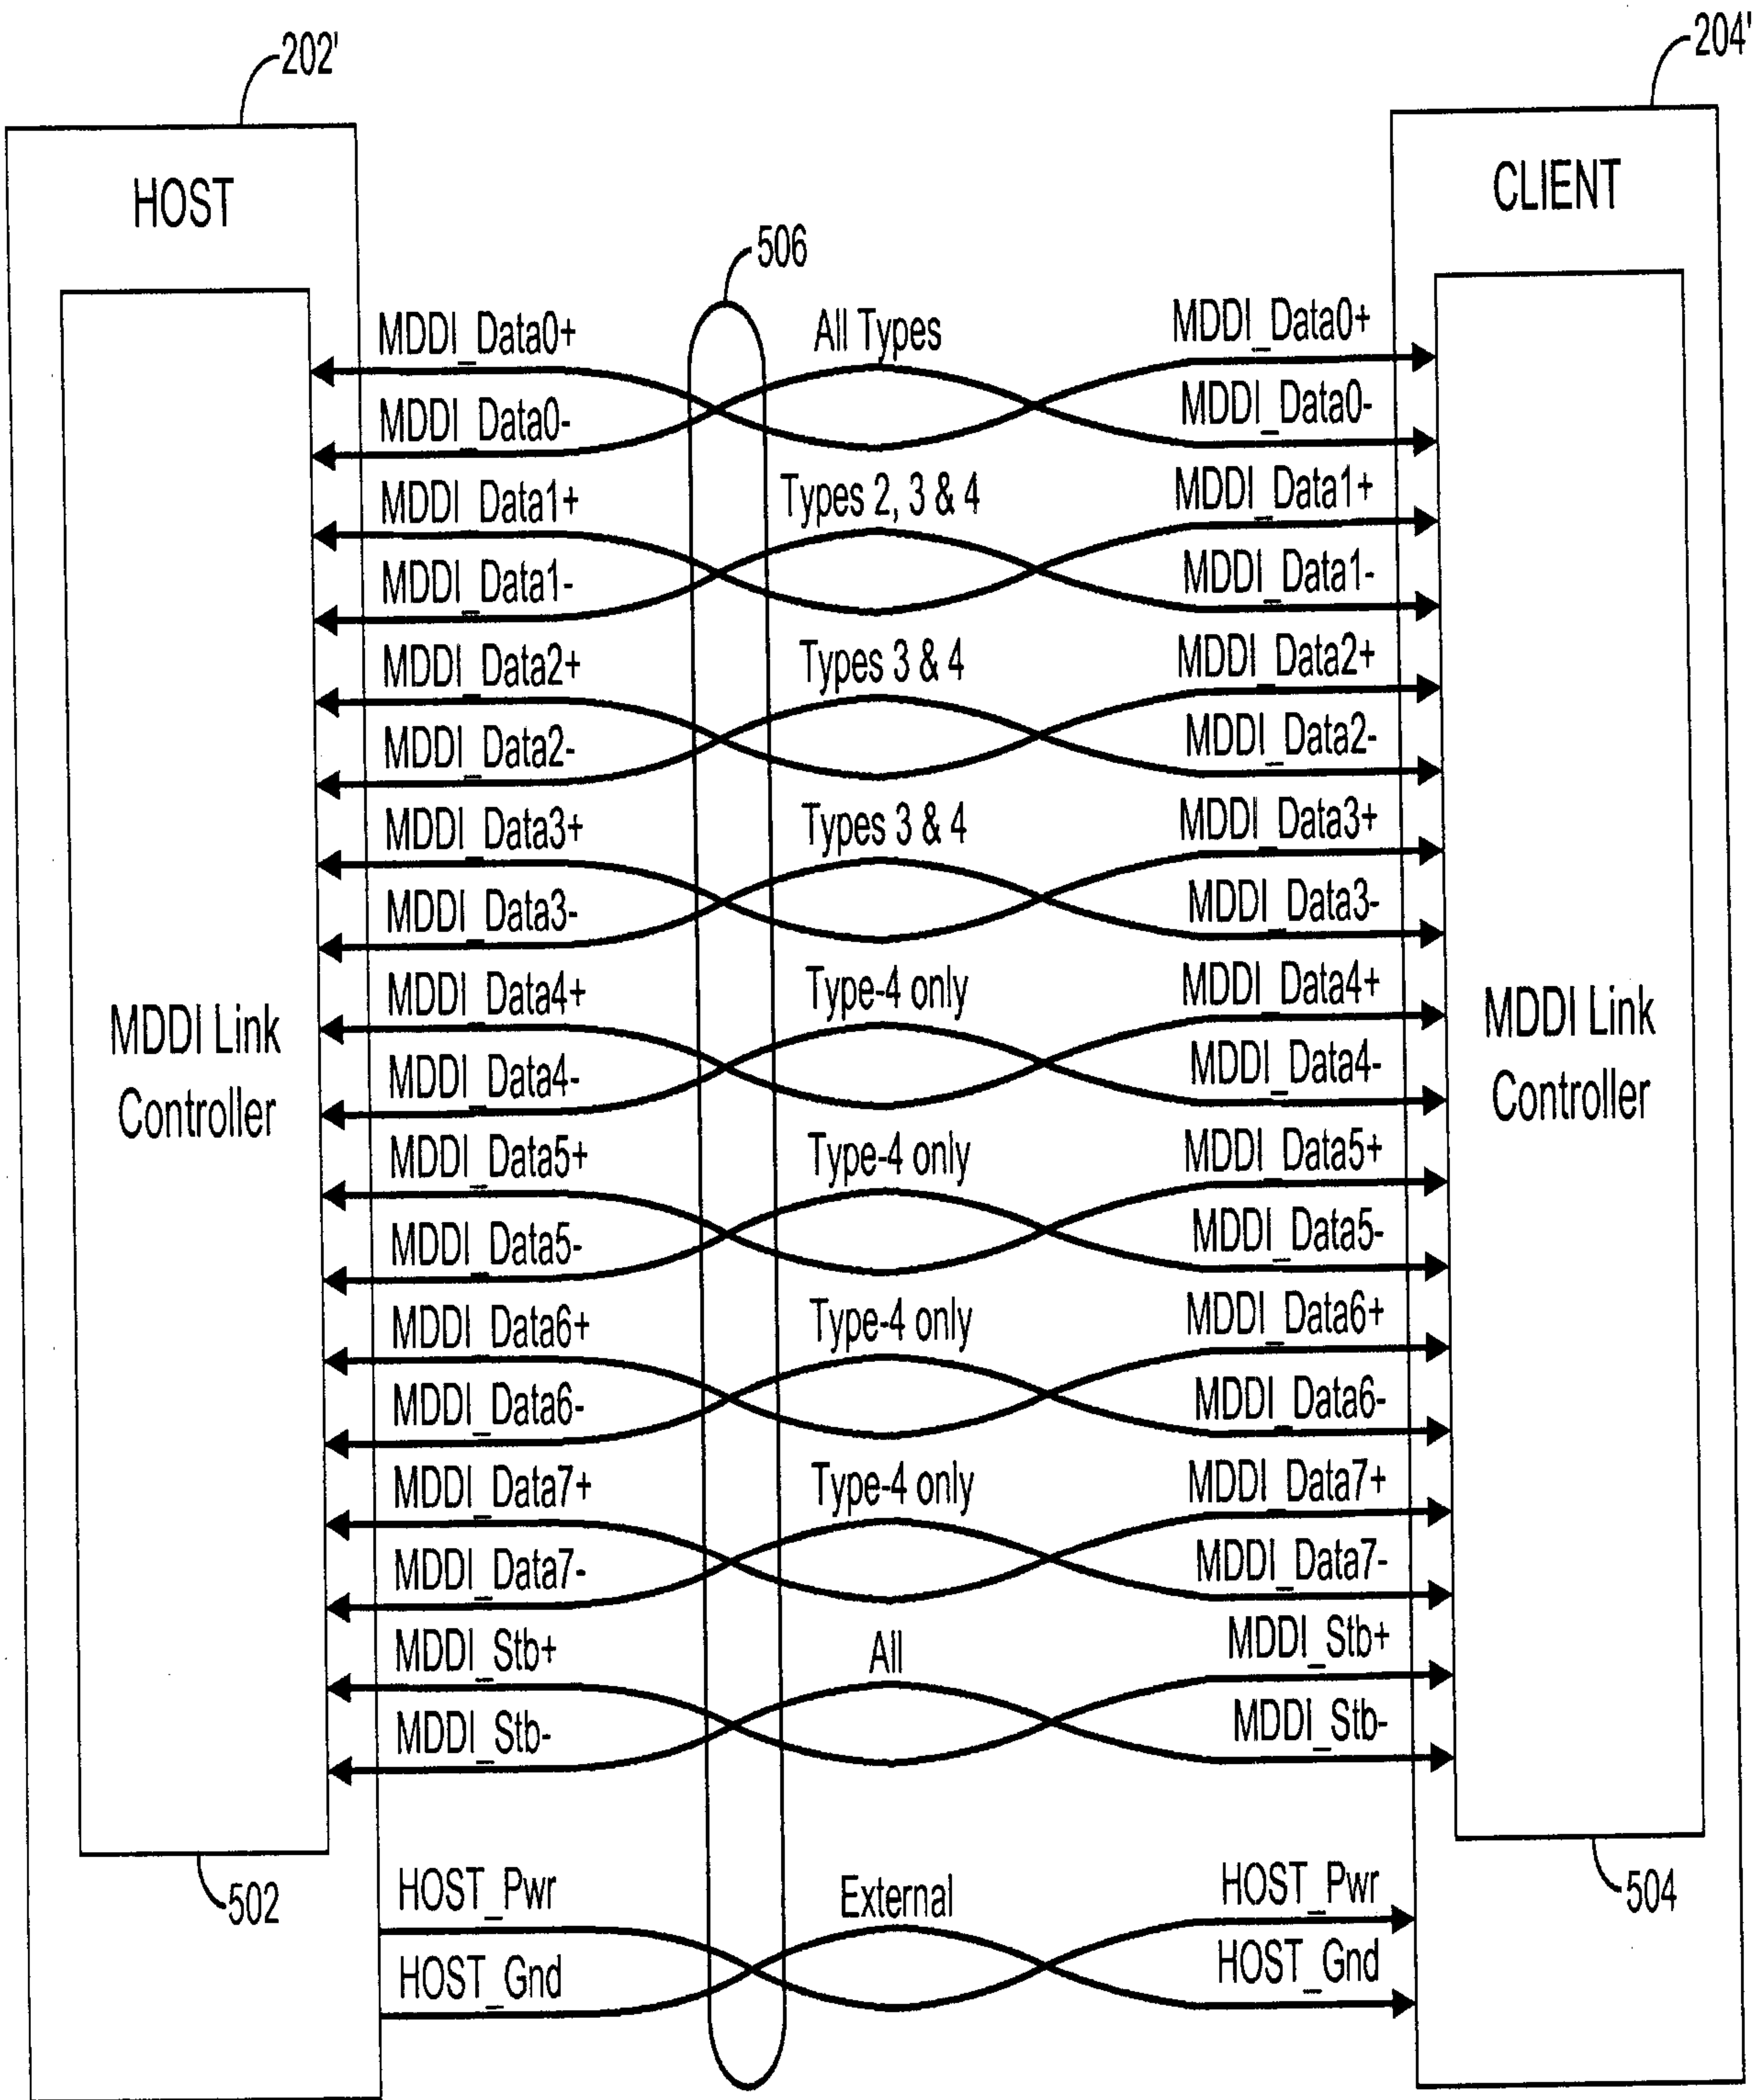 202'
204'
HOST
CLIENT
506
MDDI_Data0+
All Types
MDDI_Data0+
MDDI_Data0-
MDDI_Data0-
MDDI_Data1+
Types 2, 3 & 4
MDDI_Data1+
MDDI_Data1-
MDDI_Data1-
MDDI_Data2+
Types 3 & 4
MDDI_Data2+
MDDI_Data2-
MDDI_Data2-
MDDI_Data3+
Types 3 & 4
MDDI_Data3+
MDDI_Data3-
MDDI_Data3-
MDDI Link
Controller
MDDI_Data4+
Type-4 only
MDDI_Data4+
MDDI_Data4-
MDDI_Data4-
MDDI Link
Controller
MDDI_Data5+
Type-4 only
MDDI_Data5+
MDDI_Data5-
MDDI_Data5-
MDDI_Data6+
Type-4 only
MDDI_Data6+
MDDI_Data6-
MDDI_Data6-
MDDI_Data7+
Type-4 only
MDDI_Data7+
MDDI_Data7-
MDDI_Data7-
MDDI_Stb+
All
MDDI_Stb+
MDDI_Stb-
MDDI_Stb-
502
HOST_Pwr
External
HOST_Pwr
504
HOST_Gnd
HOST_Gnd